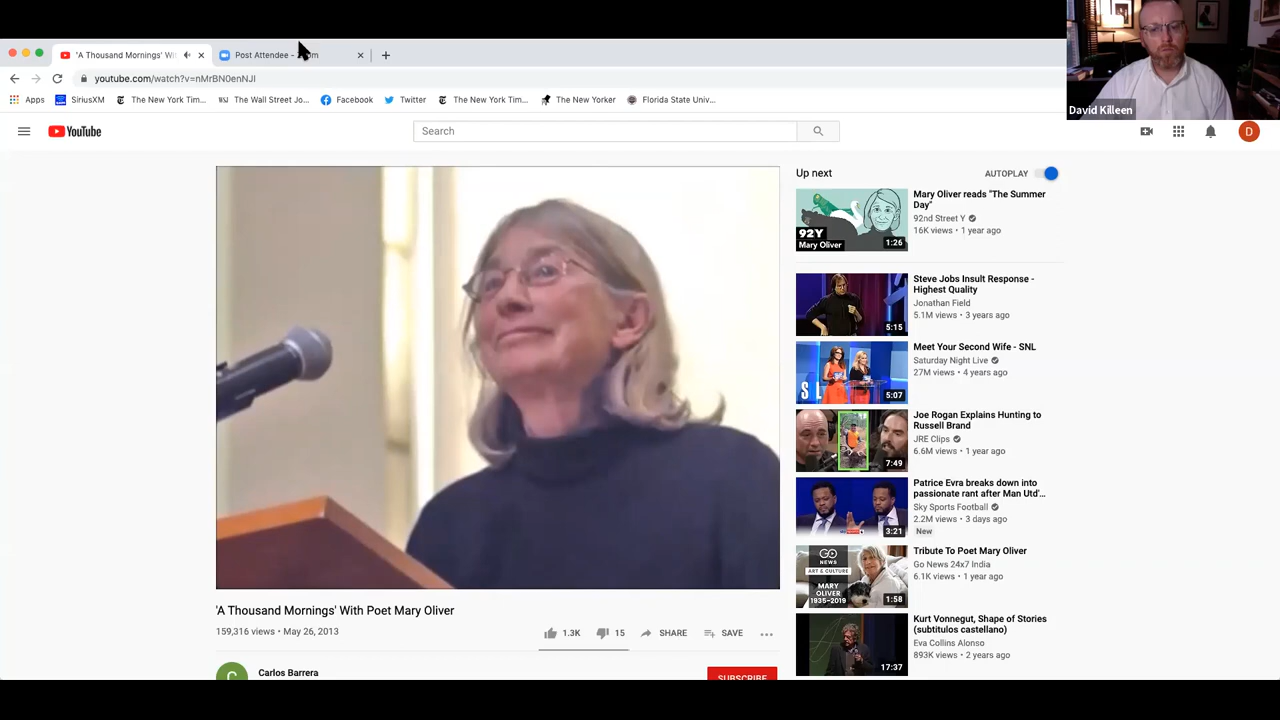 'A Thousand Mornings' Wi
Post Attendee -
youtube.com/watch?v=nMrBN0enNJI
Apps
SiriusXM
The New York Tim...
WSJ The Wall Street Jo...
Facebook
Twitter
The New York Tim...
The New Yorker
Florida State Univ...
David Killeen
YouTube
Search
D
Up next
AUTOPLAY
Mary Oliver reads "The Summer
Day"
92nd Street Y
16K views • 1 year ago
92Y
Mary Oliver
1:26
Steve Jobs Insult Response -
Highest Quality
Jonathan Field
5.1M views • 3 years ago
5:15
Meet Your Second Wife - SNL
Saturday Night Live
27M views • 4 years ago
S L
5:07
Joe Rogan Explains Hunting to
Russell Brand
JRE Clips
6.6M views • 1 year ago
7:49
Patrice Evra breaks down into
passionate rant after Man Utd'...
Sky Sports Football
2.2M views • 3 days ago
New
3:21
Tribute To Poet Mary Oliver
Go News 24x7 India
6.1K views • 1 year ago
GO
NEWS
ART & CULTURE
MARY
OLIVER
1935-2019
1:58
Kurt Vonnegut, Shape of Stories
(subtitulos castellano)
Eva Collins Alonso
893K views • 2 years ago
17:37
'A Thousand Mornings' With Poet Mary Oliver
159,316 views • May 26, 2013
1.3K
15
SHARE
SAVE
C
Carlos Barrera
SUBSCRIBE